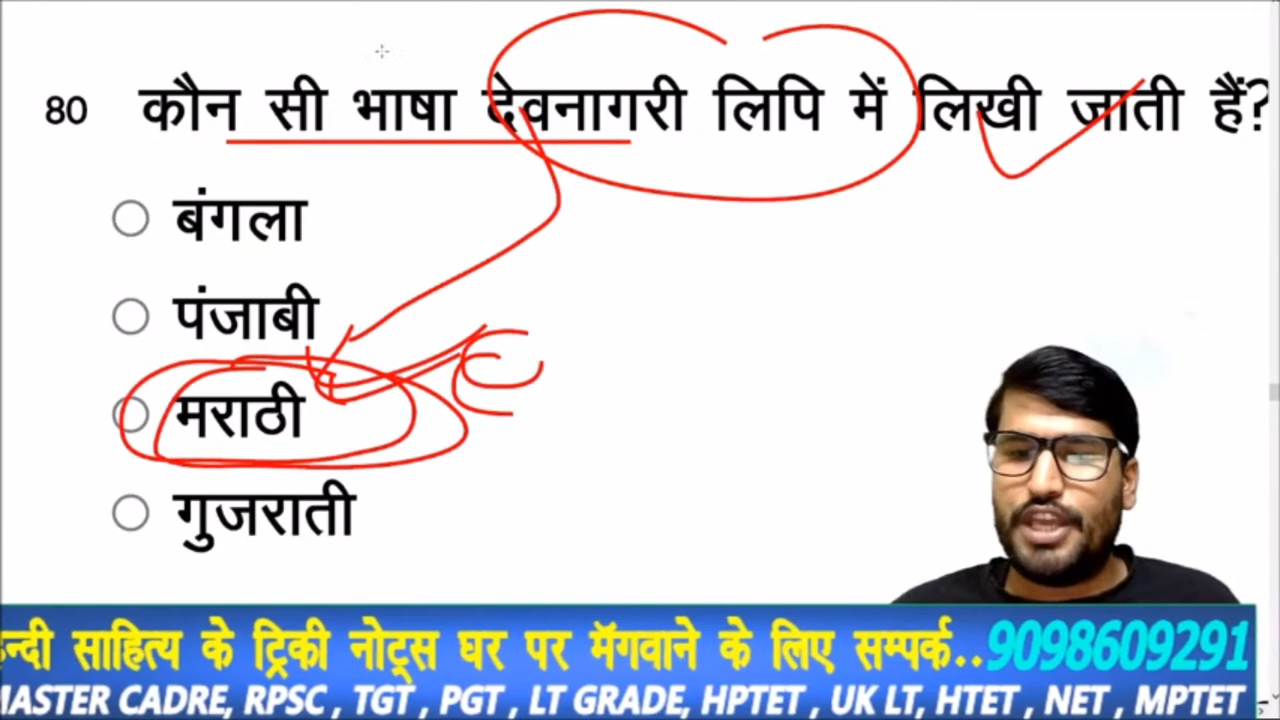 80 कौन सी भाषा देवनागरी लिपि में लिखी जाती हैं?
बंगला
पंजाबी
मराठी
गुजराती
न्दी साहित्य के ट्रिकी नोट्स घर पर मॅगवाने के लिए सम्पर्क..9098609291
MASTER CADRE, RPSC , TGT , PGT , LT GRADE, HPTET , UK LT, HTET , NET , MPTET